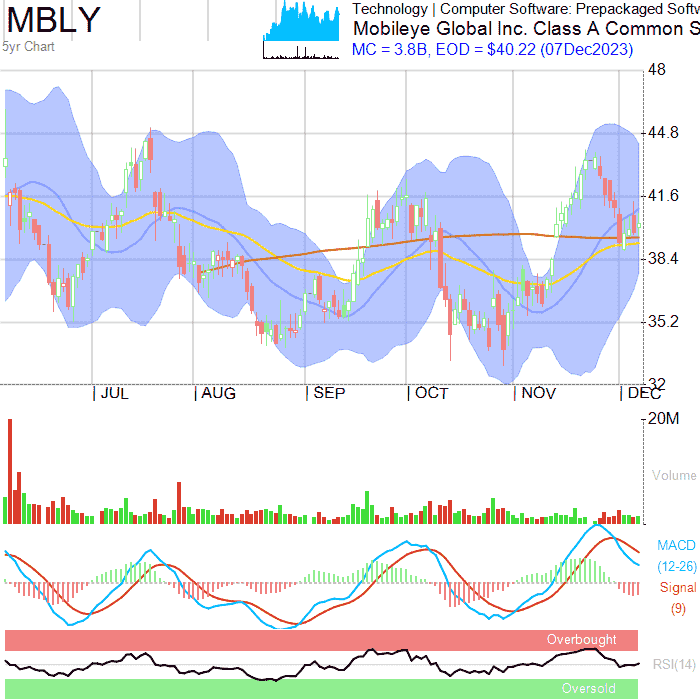 MBLY
5yr Chart
Technology | Computer Software: Prepackaged Softw
Mobileye Global Inc. Class A Common S
MC = 3.8B, EOD = $40.22 (07Dec2023)
48
44.8
41.6
38.4
35.2
32
| JUL | AUG | SEP | OCT | NOV | DEC
20M
Volume
MACD
(12-26)
Signal
(9)
Overbought
RSI(14)
Oversold